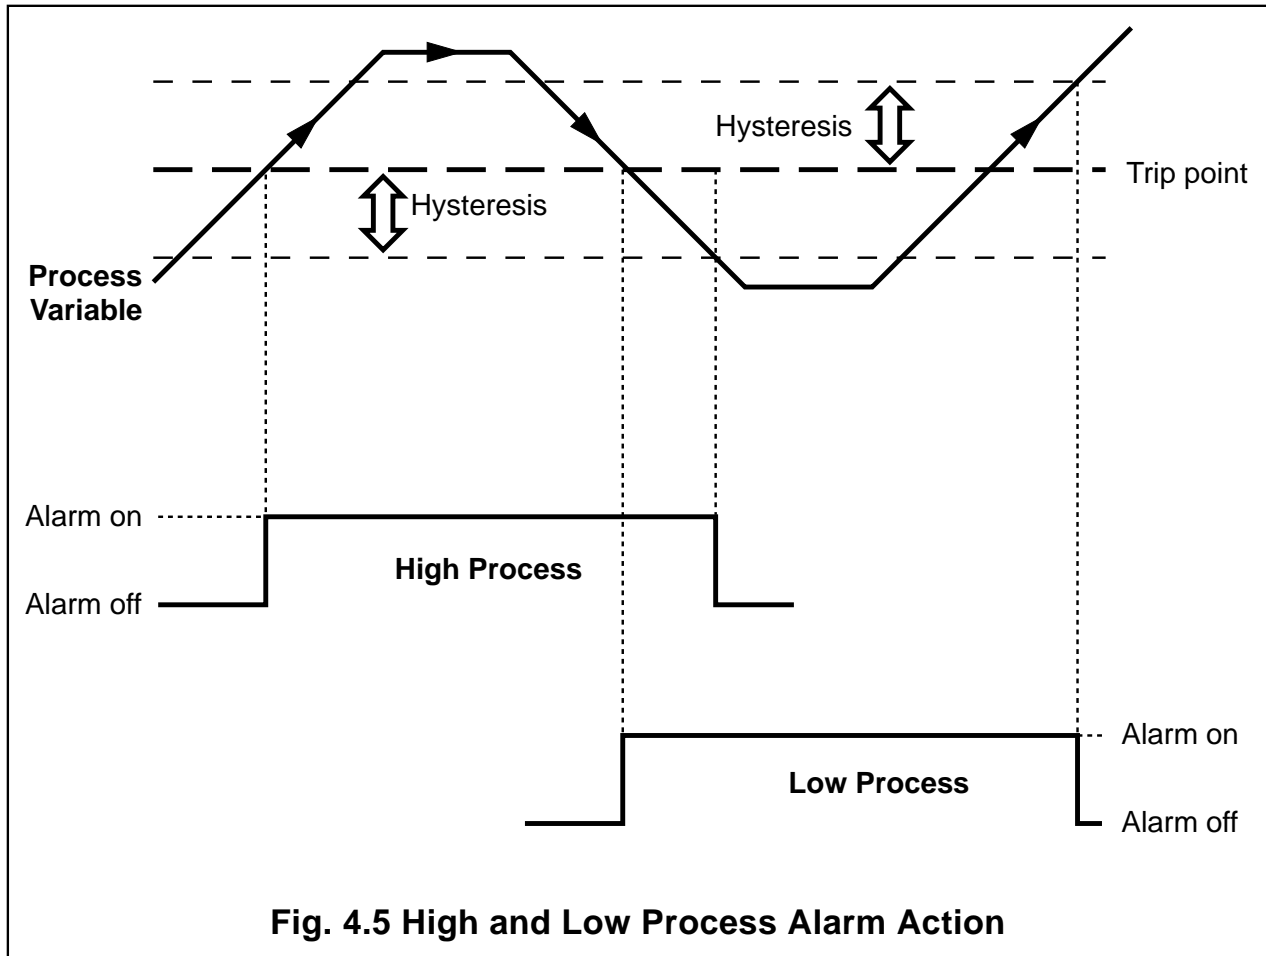 Hysteresis
Trip point
Hysteresis
Process
Variable
Alarm on
High Process
Alarm off
Alarm on
Low Process
Alarm off
Fig. 4.5 High and Low Process Alarm Action